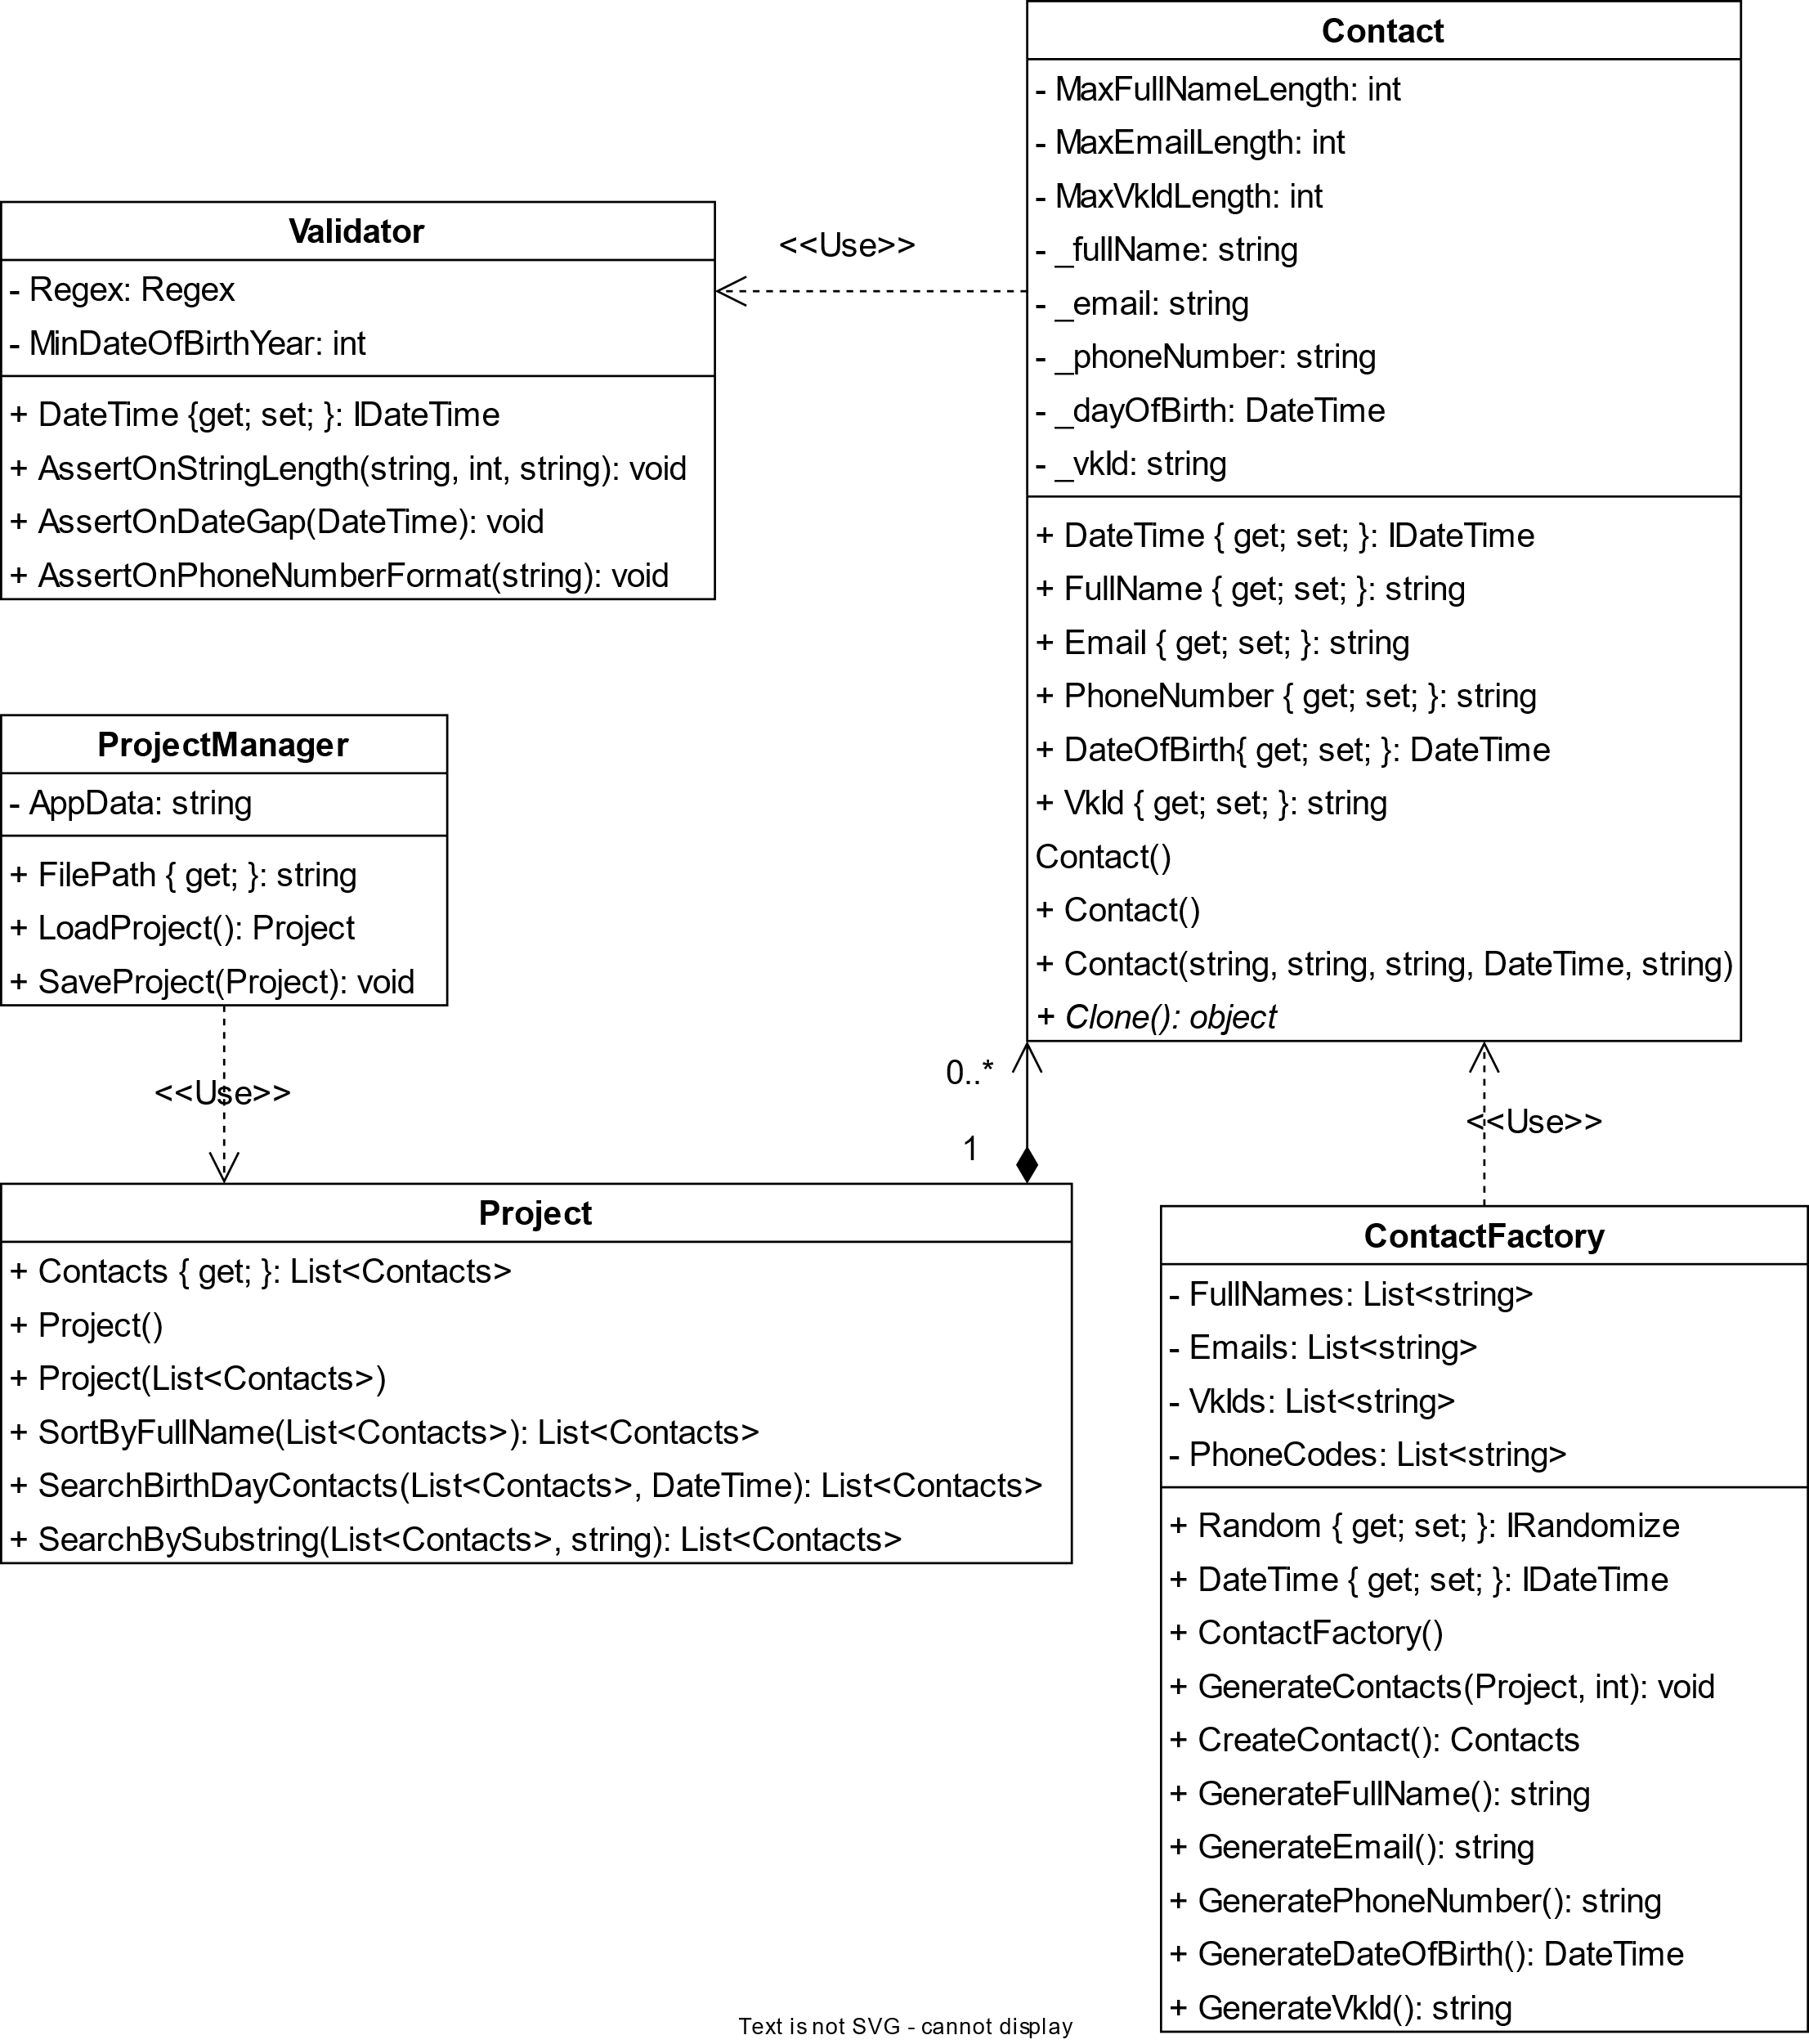 Contact
- MaxFullNameLength: int
- MaxEmailLength: int
- MaxVkIdLength: int
- _fullName: string
- _email: string
- _phoneNumber: string
- _dayOfBirth: DateTime
- _vkId: string
+ DateTime { get; set; }: IDateTime
+ FullName { get; set; }: string
+ Email { get; set; }: string
+ PhoneNumber { get; set; }: string
+ DateOfBirth{ get; set; }: DateTime
+ VkId { get; set; }: string
Contact()
+ Contact()
+ Contact(string, string, string, DateTime, string)
+ Clone(): object
<<Use>>
Validator
- Regex: Regex
- MinDateOfBirthYear: int
+ DateTime {get; set; }: IDateTime
+ AssertOnStringLength(string, int, string): void
+ AssertOnDateGap(DateTime): void
+ AssertOnPhoneNumberFormat(string): void
ProjectManager
- AppData: string
+ FilePath { get; }: string
+ LoadProject(): Project
+ SaveProject(Project): void
<<Use>>
0..*
1
<<Use>>
Project
+ Contacts { get; }: List<Contacts>
+ Project()
+ Project(List<Contacts>)
+ SortByFullName(List<Contacts>): List<Contacts>
+ SearchBirthDayContacts(List<Contacts>, DateTime): List<Contacts>
+ SearchBySubstring(List<Contacts>, string): List<Contacts>
ContactFactory
- FullNames: List<string>
- Emails: List<string>
- VkIds: List<string>
- PhoneCodes: List<string>
+ Random { get; set; }: IRandomize
+ DateTime { get; set; }: IDateTime
+ ContactFactory()
+ GenerateContacts(Project, int): void
+ CreateContact(): Contacts
+ GenerateFullName(): string
+ GenerateEmail(): string
+ GeneratePhoneNumber(): string
+ GenerateDateOfBirth(): DateTime
+ GenerateVkId(): string
Text is not SVG - cannot display